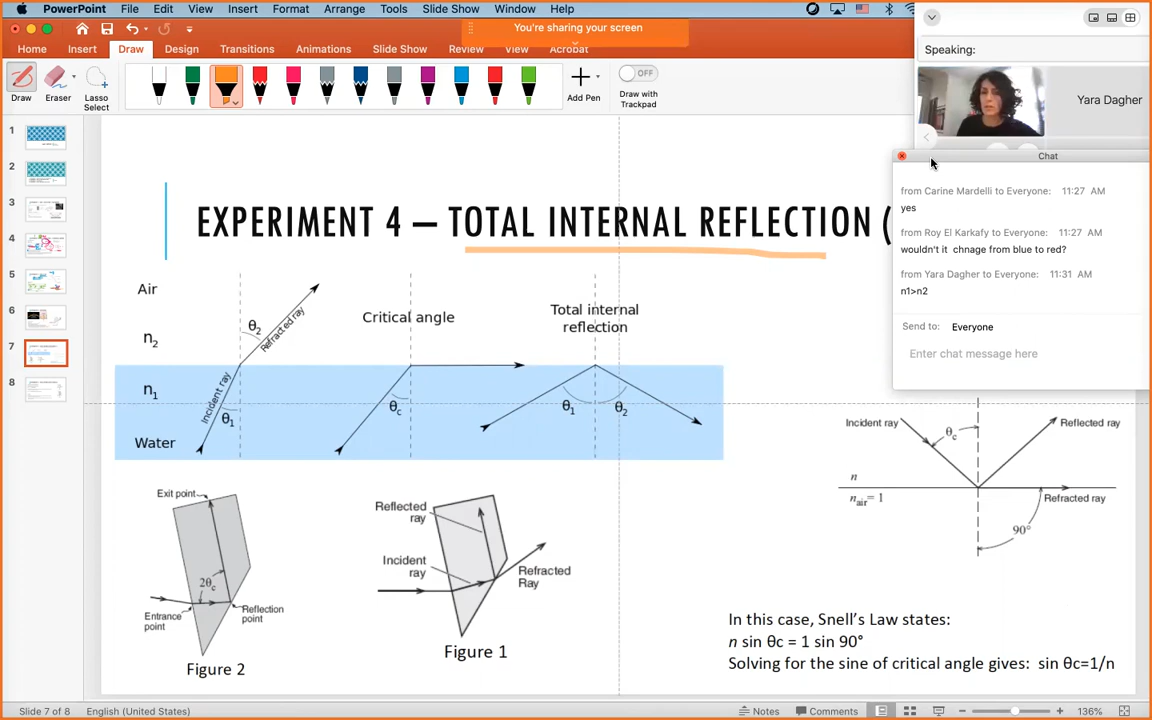 PowerPoint File Edit View Insert Format Arrange Tools Slide Show Window Help
You're sharing your screen
Home Insert Draw Design Transitions Animations Slide Show Review View Acrobat
Draw
Eraser
Lasso
Select
Add Pen
OFF
Draw with
Trackpad
Speaking:
Yara Dagher
Chat
from Carine Mardelli to Everyone: 11:27 AM
yes
from Roy El Karkafy to Everyone: 11:27 AM
wouldn't it chnage from blue to red?
from Yara Dagher to Everyone: 11:31 AM
n1>n2
Send to: Everyone
Enter chat message here
1
2
3
4
5
6
7
8
EXPERIMENT 4 – TOTAL INTERNAL REFLECTION (
Air
n2
n1
Water
θ2
Refracted ray
Incident ray
θ1
Critical angle
θc
Total internal
reflection
θ1 θ2
Incident ray
θc
Reflected ray
n
nair= 1
Refracted ray
90°
Exit point
2θc
Entrance
point
Reflection
point
Figure 2
Reflected
ray
Incident
ray
Refracted
Ray
Figure 1
In this case, Snell's Law states:
n sin θc = 1 sin 90°
Solving for the sine of critical angle gives: sin θc=1/n
Slide 7 of 8 English (United States) Notes Comments 136%